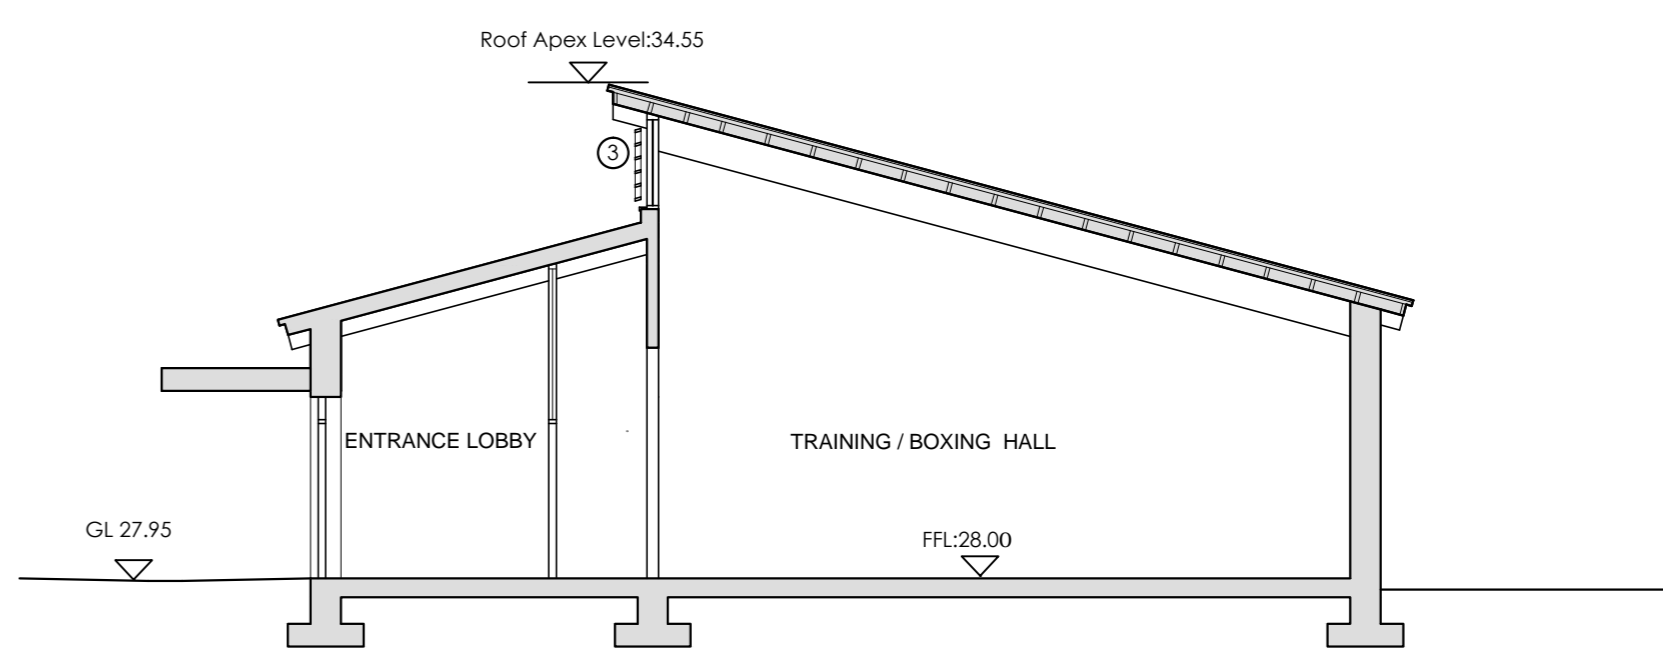 Roof Apex Level:34.55
3
ENTRANCE LOBBY
TRAINING / BOXING HALL
GL 27.95
FFL:28.00